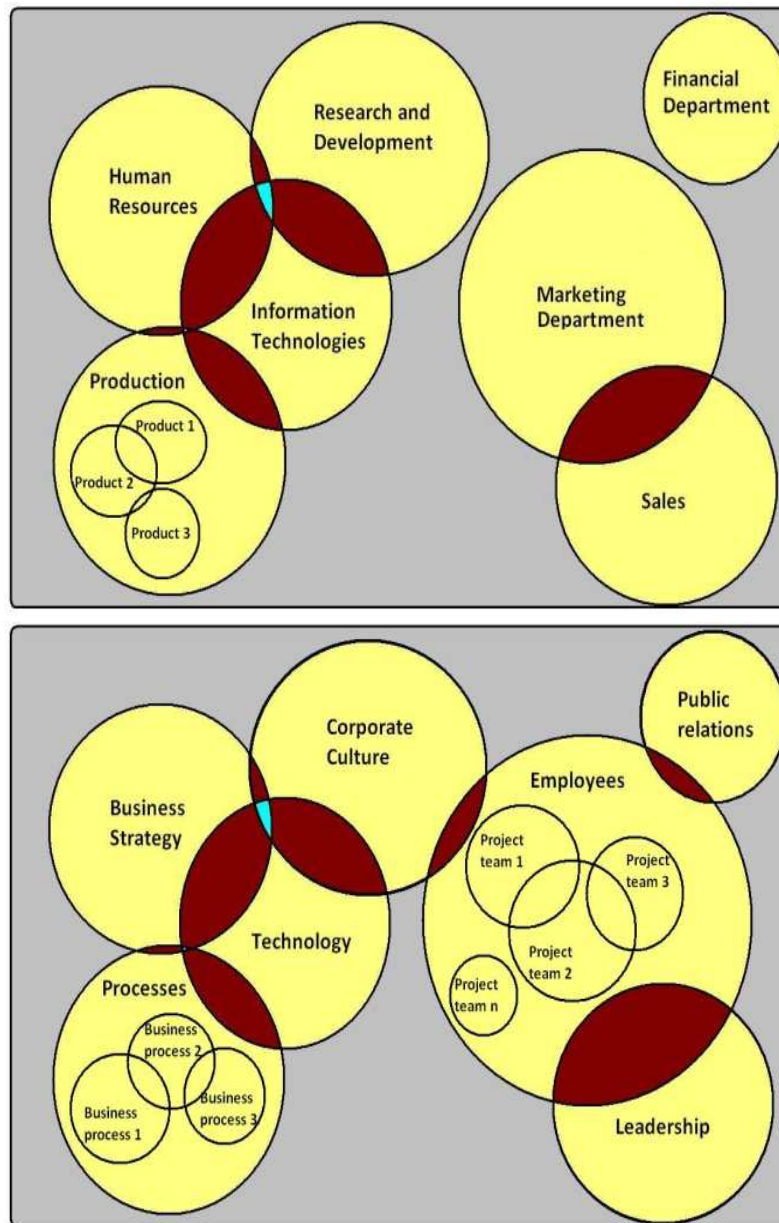 Research and
Development
Financial
Department
Human
Resources
Information
Technologies
Marketing
Department
Production
Product 1
Product 2
Product 3
Sales
Corporate
Culture
Public
relations
Business
Strategy
Employees
Project
team 1
Project
team 3
Project
team 2
Project
team n
Technology
Processes
Business
process 2
Business
process 1
Business
process 3
Leadership